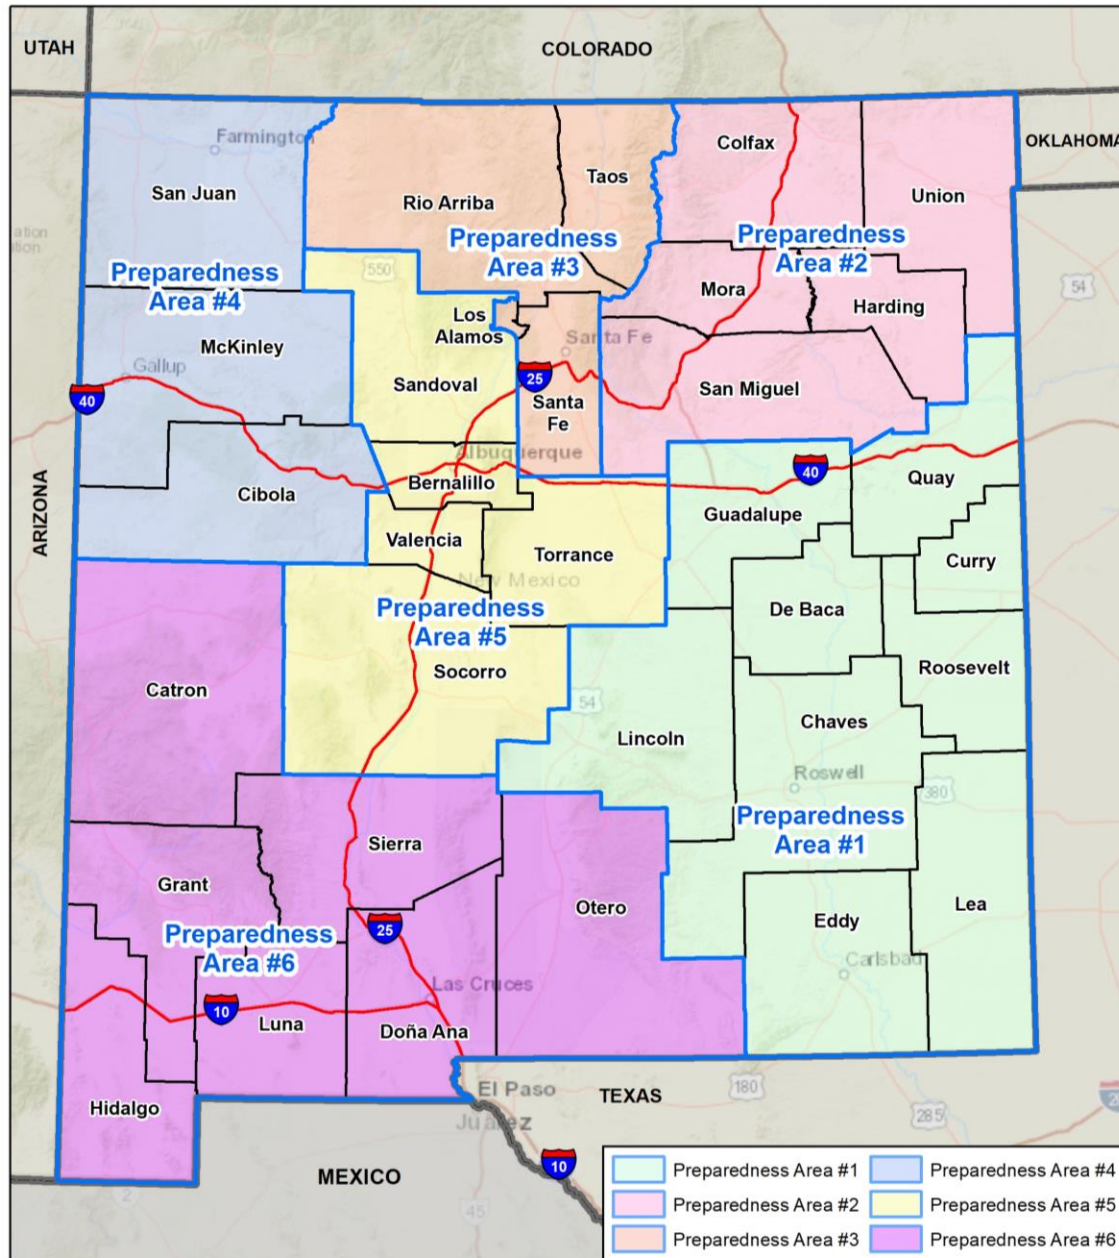 UTAH
COLORADO
OKLAHOMA
ARIZONA
Farmington
San Juan
Rio Arriba
Taos
Colfax
Union
Preparedness
Area #4
Preparedness
Area #3
Preparedness
Area #2
550
54
Mora
Harding
McKinley
Gallup
Los
Alamos
Santa Fe
Sandoval
25
Santa
Fe
San Miguel
40
Albuquerque
Bernalillo
40
Quay
Cibola
Guadalupe
Valencia
Torrance
Curry
New Mexico
Preparedness
Area #5
De Baca
Socorro
Roosevelt
Catron
54
Lincoln
Chaves
Roswell
380
Preparedness
Area #1
Sierra
Grant
Otero
Lea
Eddy
Preparedness
Area #6
25
Carlsbad
Las Cruces
10
Luna
Doña Ana
Hidalgo
El Paso
TEXAS
180
285
Juárez
MEXICO
10
2
45
Preparedness Area #1
Preparedness Area #2
Preparedness Area #3
Preparedness Area #4
Preparedness Area #5
Preparedness Area #6